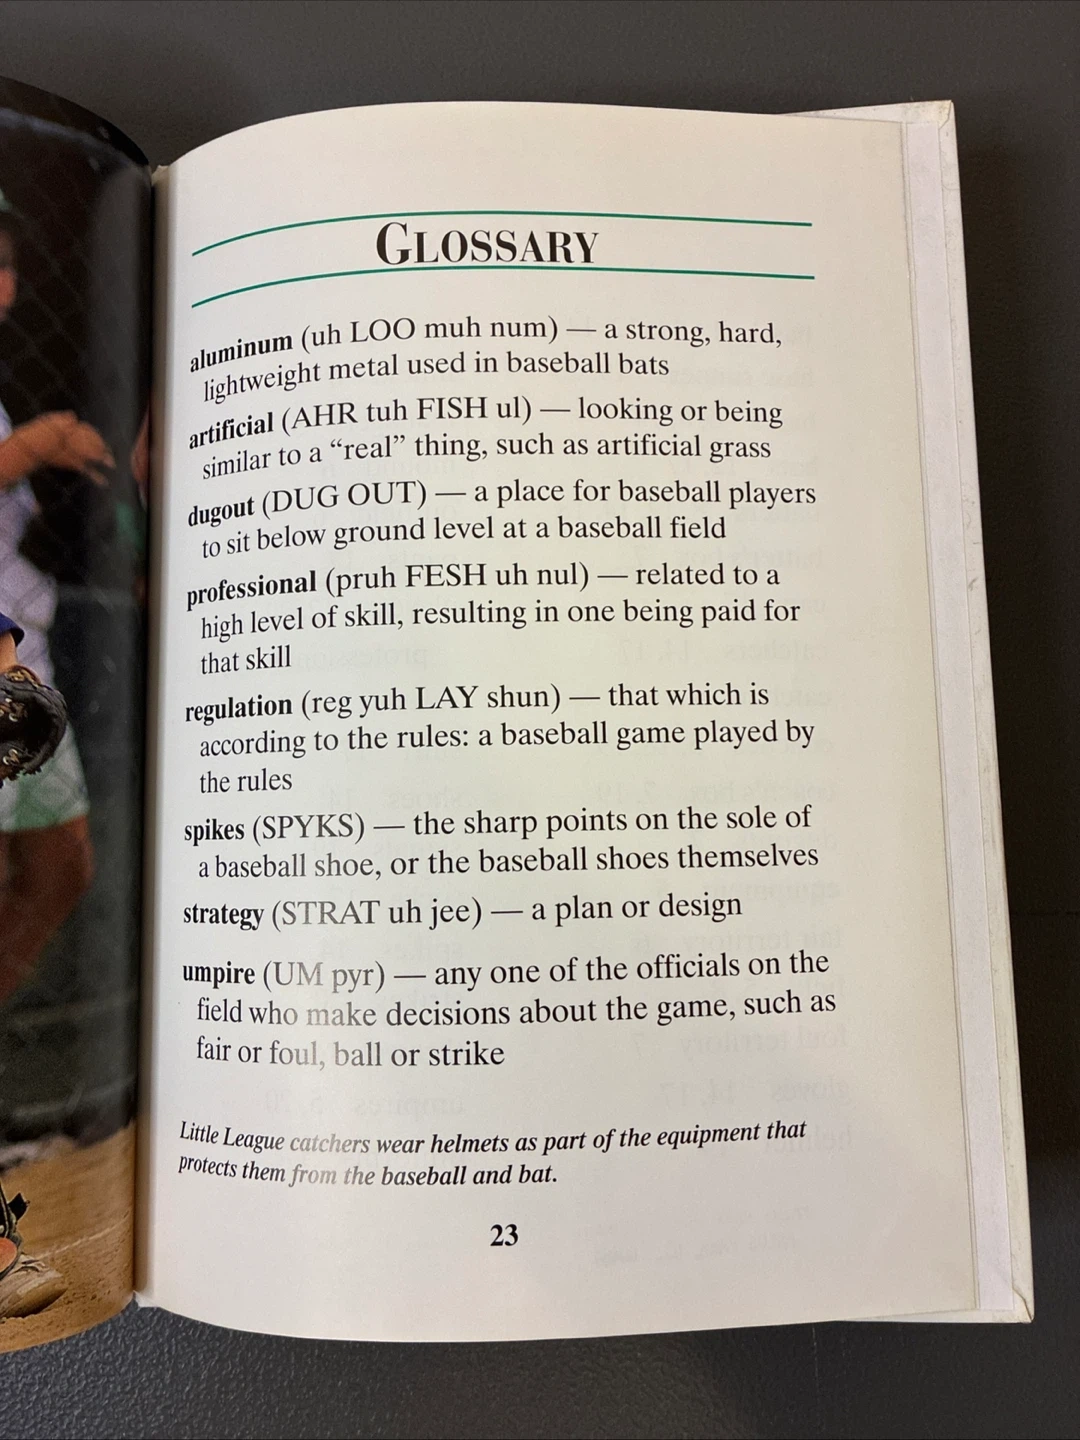 GLOSSARY
aluminum (uh LOO muh num) — a strong, hard,
lightweight metal used in baseball bats
artificial (AHR tuh FISH ul) — looking or being
similar to a “real” thing, such as artificial grass
dugout (DUG OUT) — a place for baseball players
to sit below ground level at a baseball field
professional (pruh FESH uh nul) — related to a
high level of skill, resulting in one being paid for
that skill
regulation (reg yuh LAY shun) — that which is
according to the rules: a baseball game played by
the rules
spikes (SPYKS) — the sharp points on the sole of
a baseball shoe, or the baseball shoes themselves
strategy (STRAT uh jee) — a plan or design
umpire (UM pyr) — any one of the officials on the
field who make decisions about the game, such as
fair or foul, ball or strike
Little League catchers wear helmets as part of the equipment that
protects them from the baseball and bat.
23